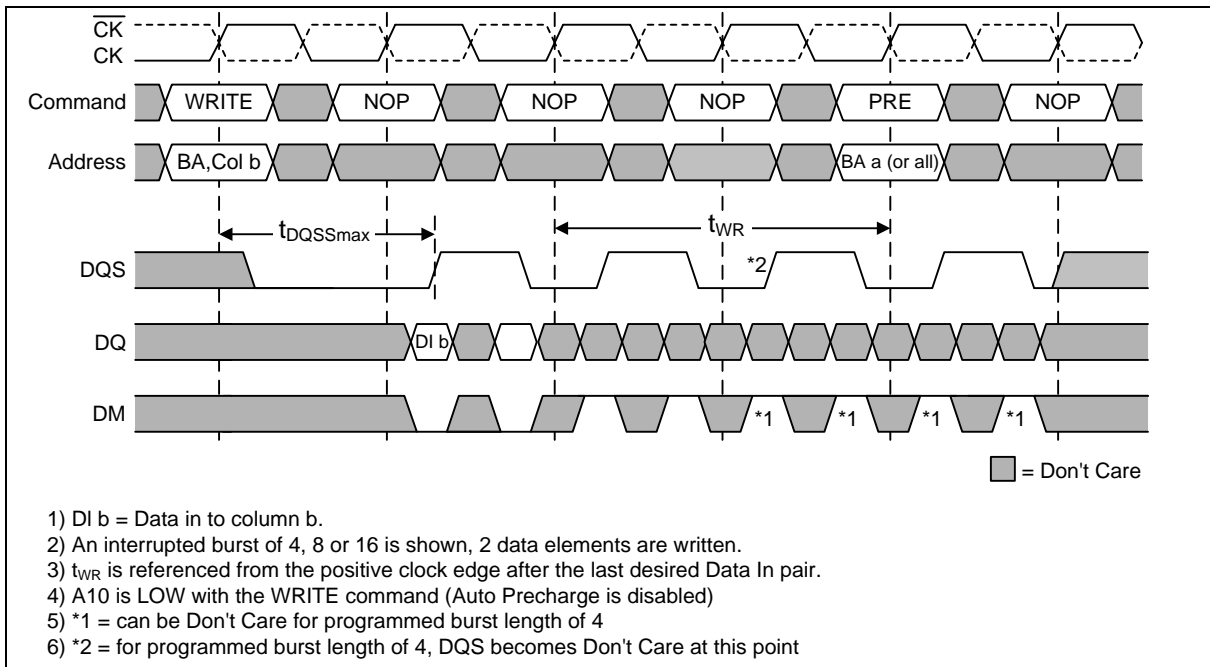 CK
CK
Command WRITE NOP NOP NOP PRE NOP
Address BA,Col b BA a (or all)
tDQSSmax tWR
DQS *2
DQ DI b
DM *1 *1 *1 *1
= Don't Care
1) DI b = Data in to column b.
2) An interrupted burst of 4, 8 or 16 is shown, 2 data elements are written.
3) tWR is referenced from the positive clock edge after the last desired Data In pair.
4) A10 is LOW with the WRITE command (Auto Precharge is disabled)
5) *1 = can be Don't Care for programmed burst length of 4
6) *2 = for programmed burst length of 4, DQS becomes Don't Care at this point